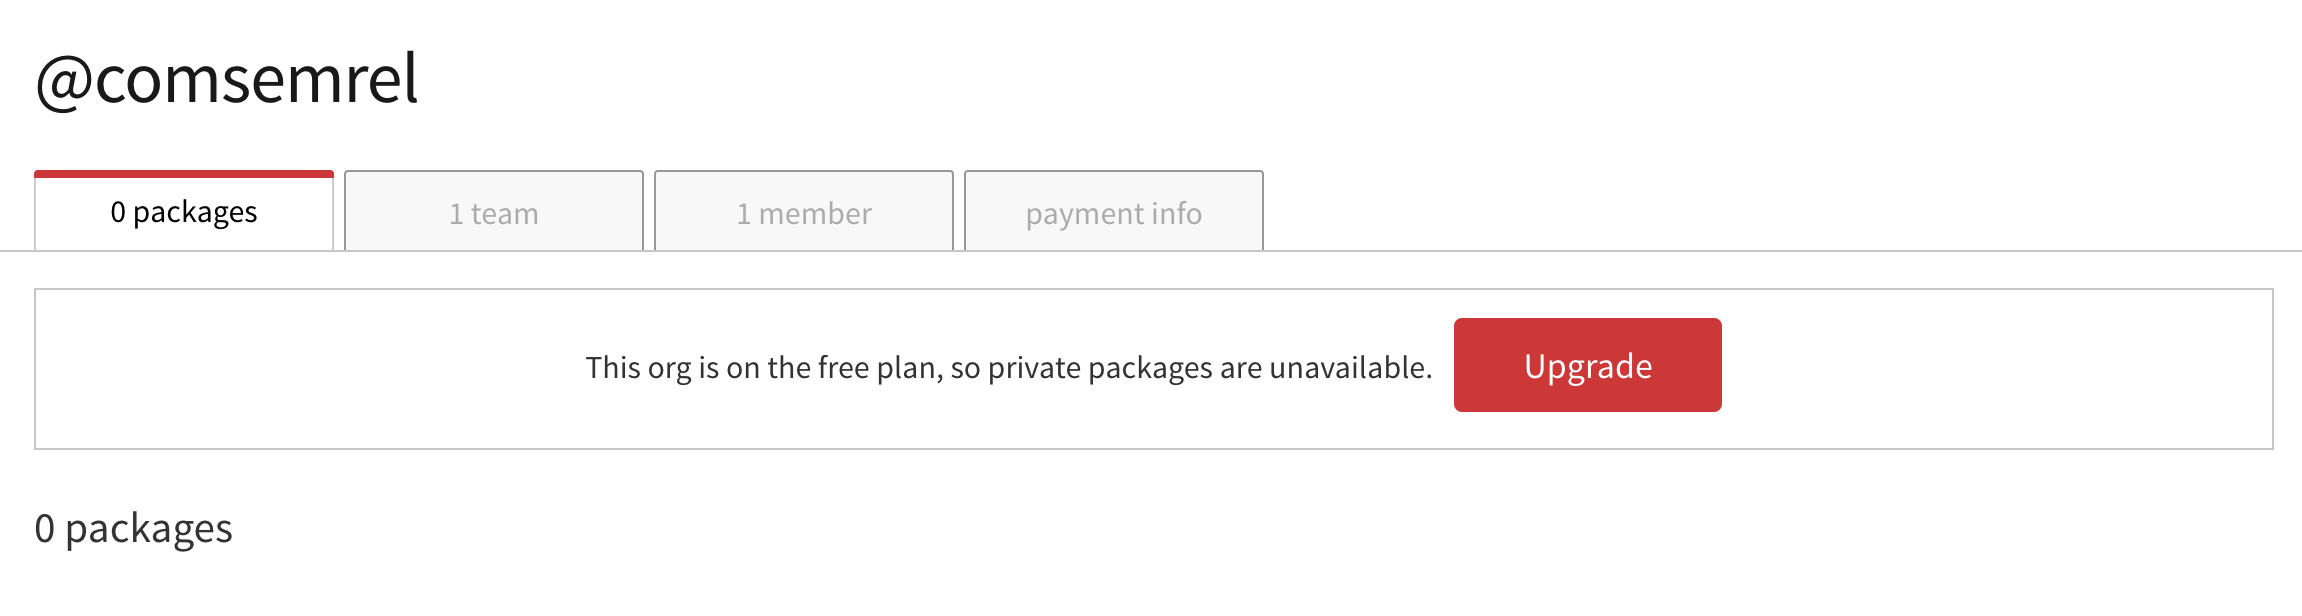 @comsemrel
0 packages
1 team
1 member
payment info
This org is on the free plan, so private packages are unavailable.
Upgrade
0 packages